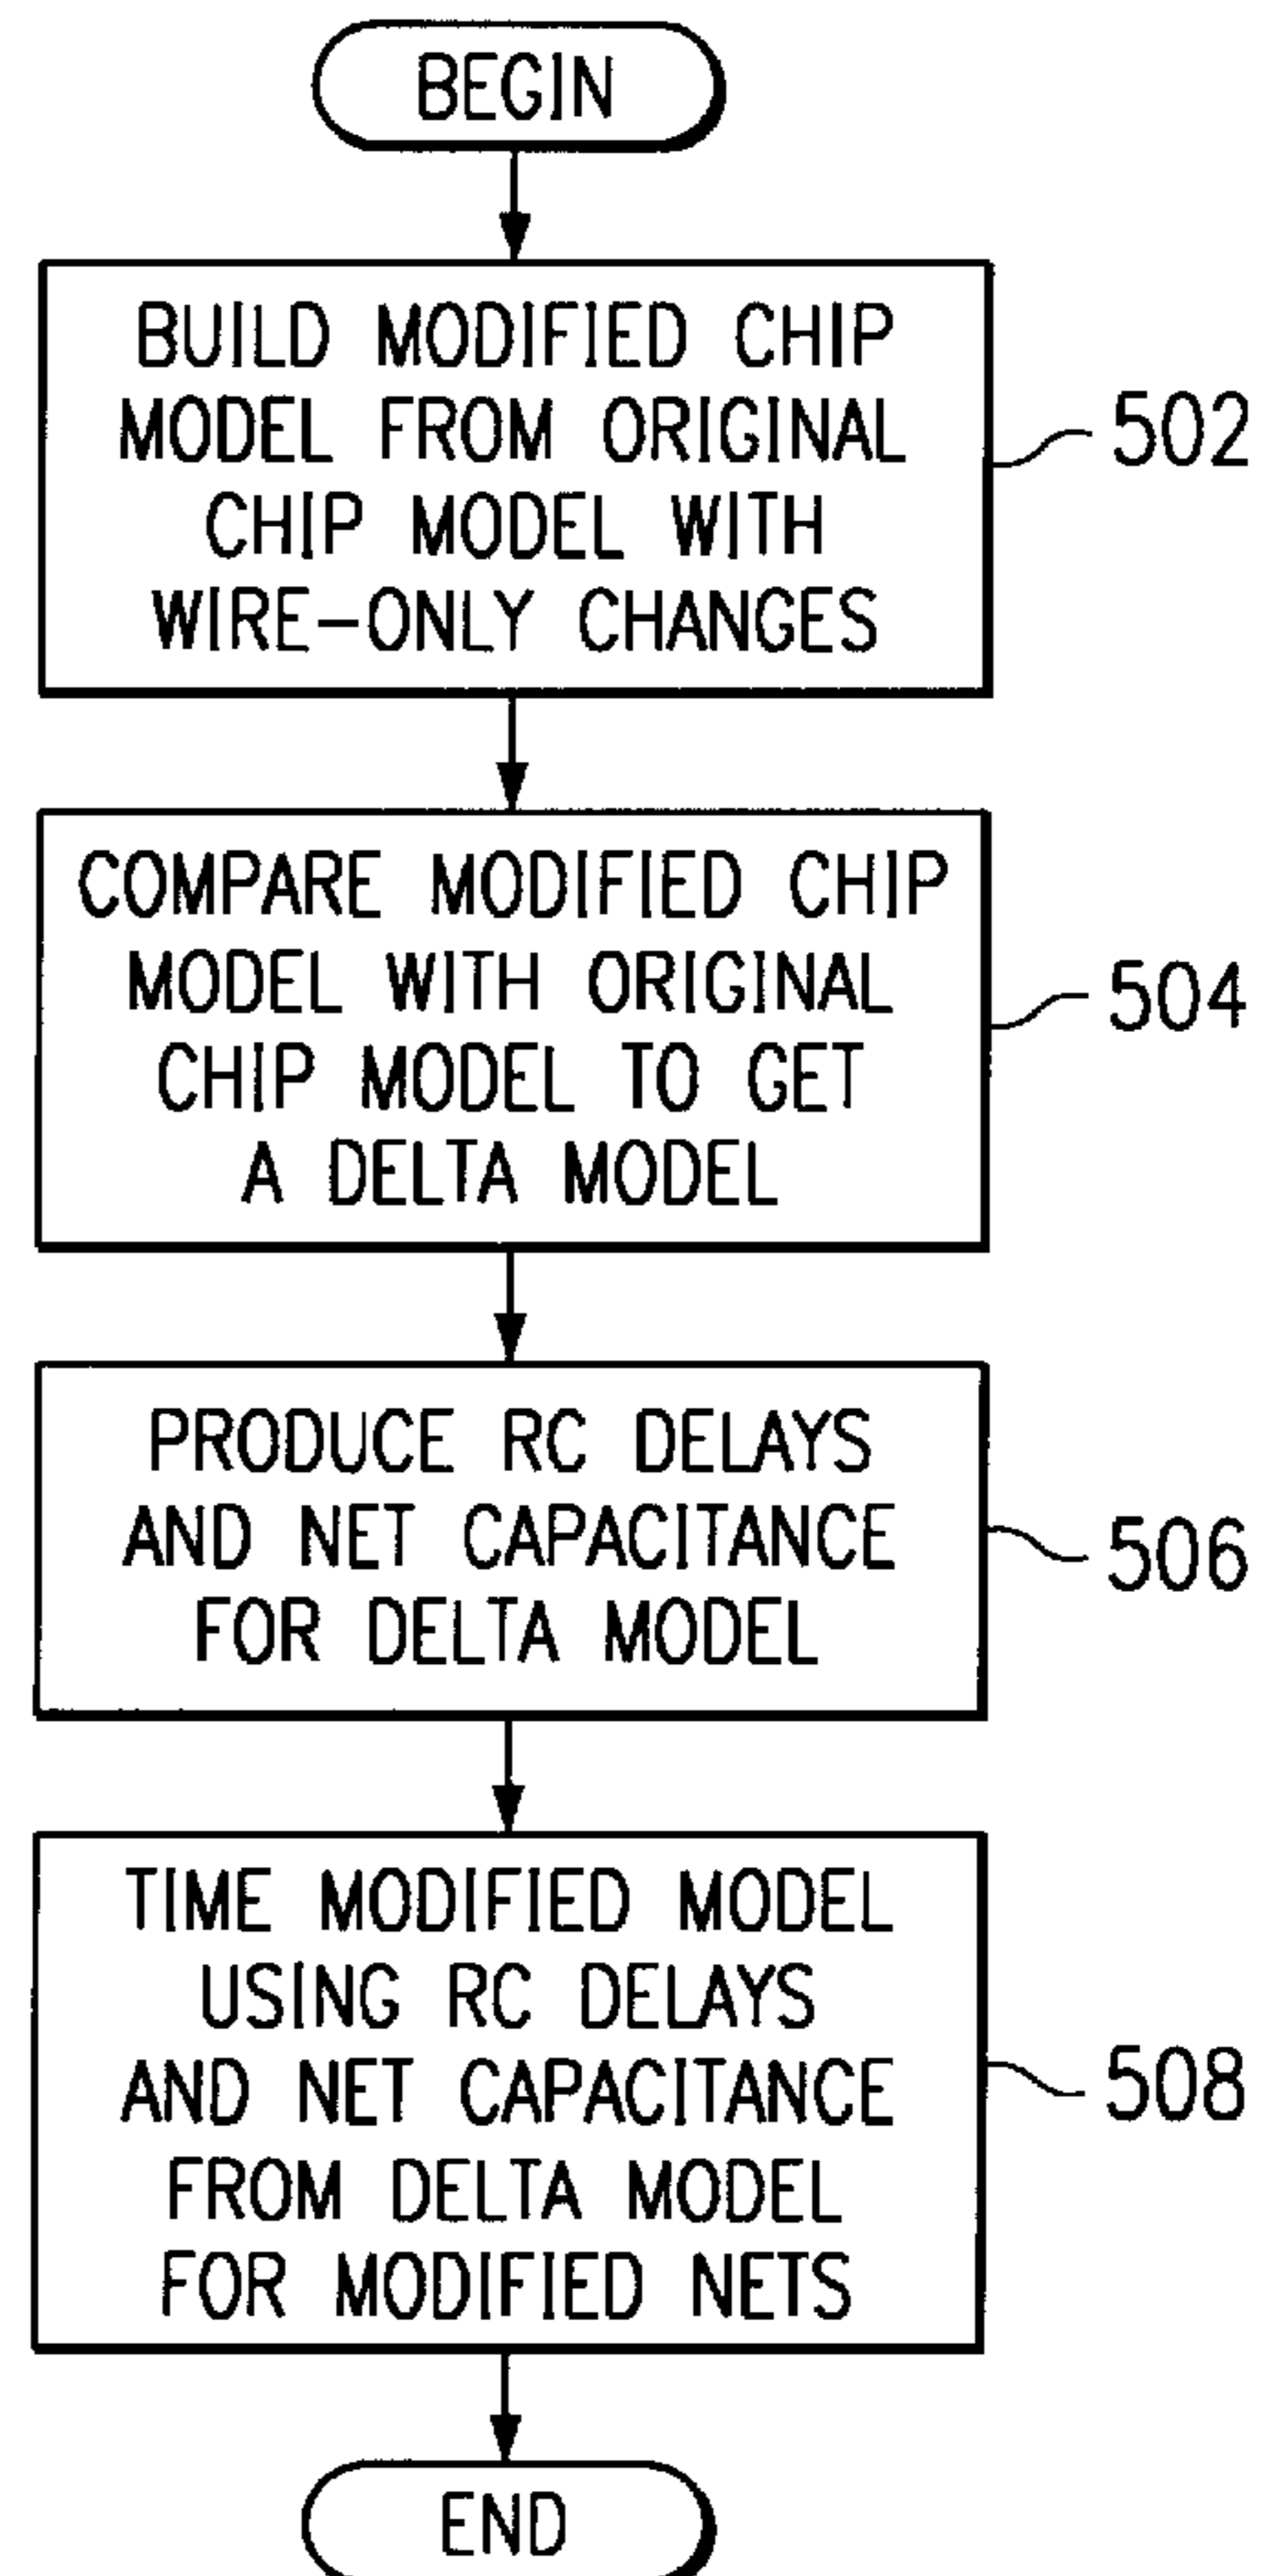 BEGIN
BUILD MODIFIED CHIP
MODEL FROM ORIGINAL
CHIP MODEL WITH
WIRE-ONLY CHANGES
502
COMPARE MODIFIED CHIP
MODEL WITH ORIGINAL
CHIP MODEL TO GET
A DELTA MODEL
504
PRODUCE RC DELAYS
AND NET CAPACITANCE
FOR DELTA MODEL
506
TIME MODIFIED MODEL
USING RC DELAYS
AND NET CAPACITANCE
FROM DELTA MODEL
FOR MODIFIED NETS
508
END